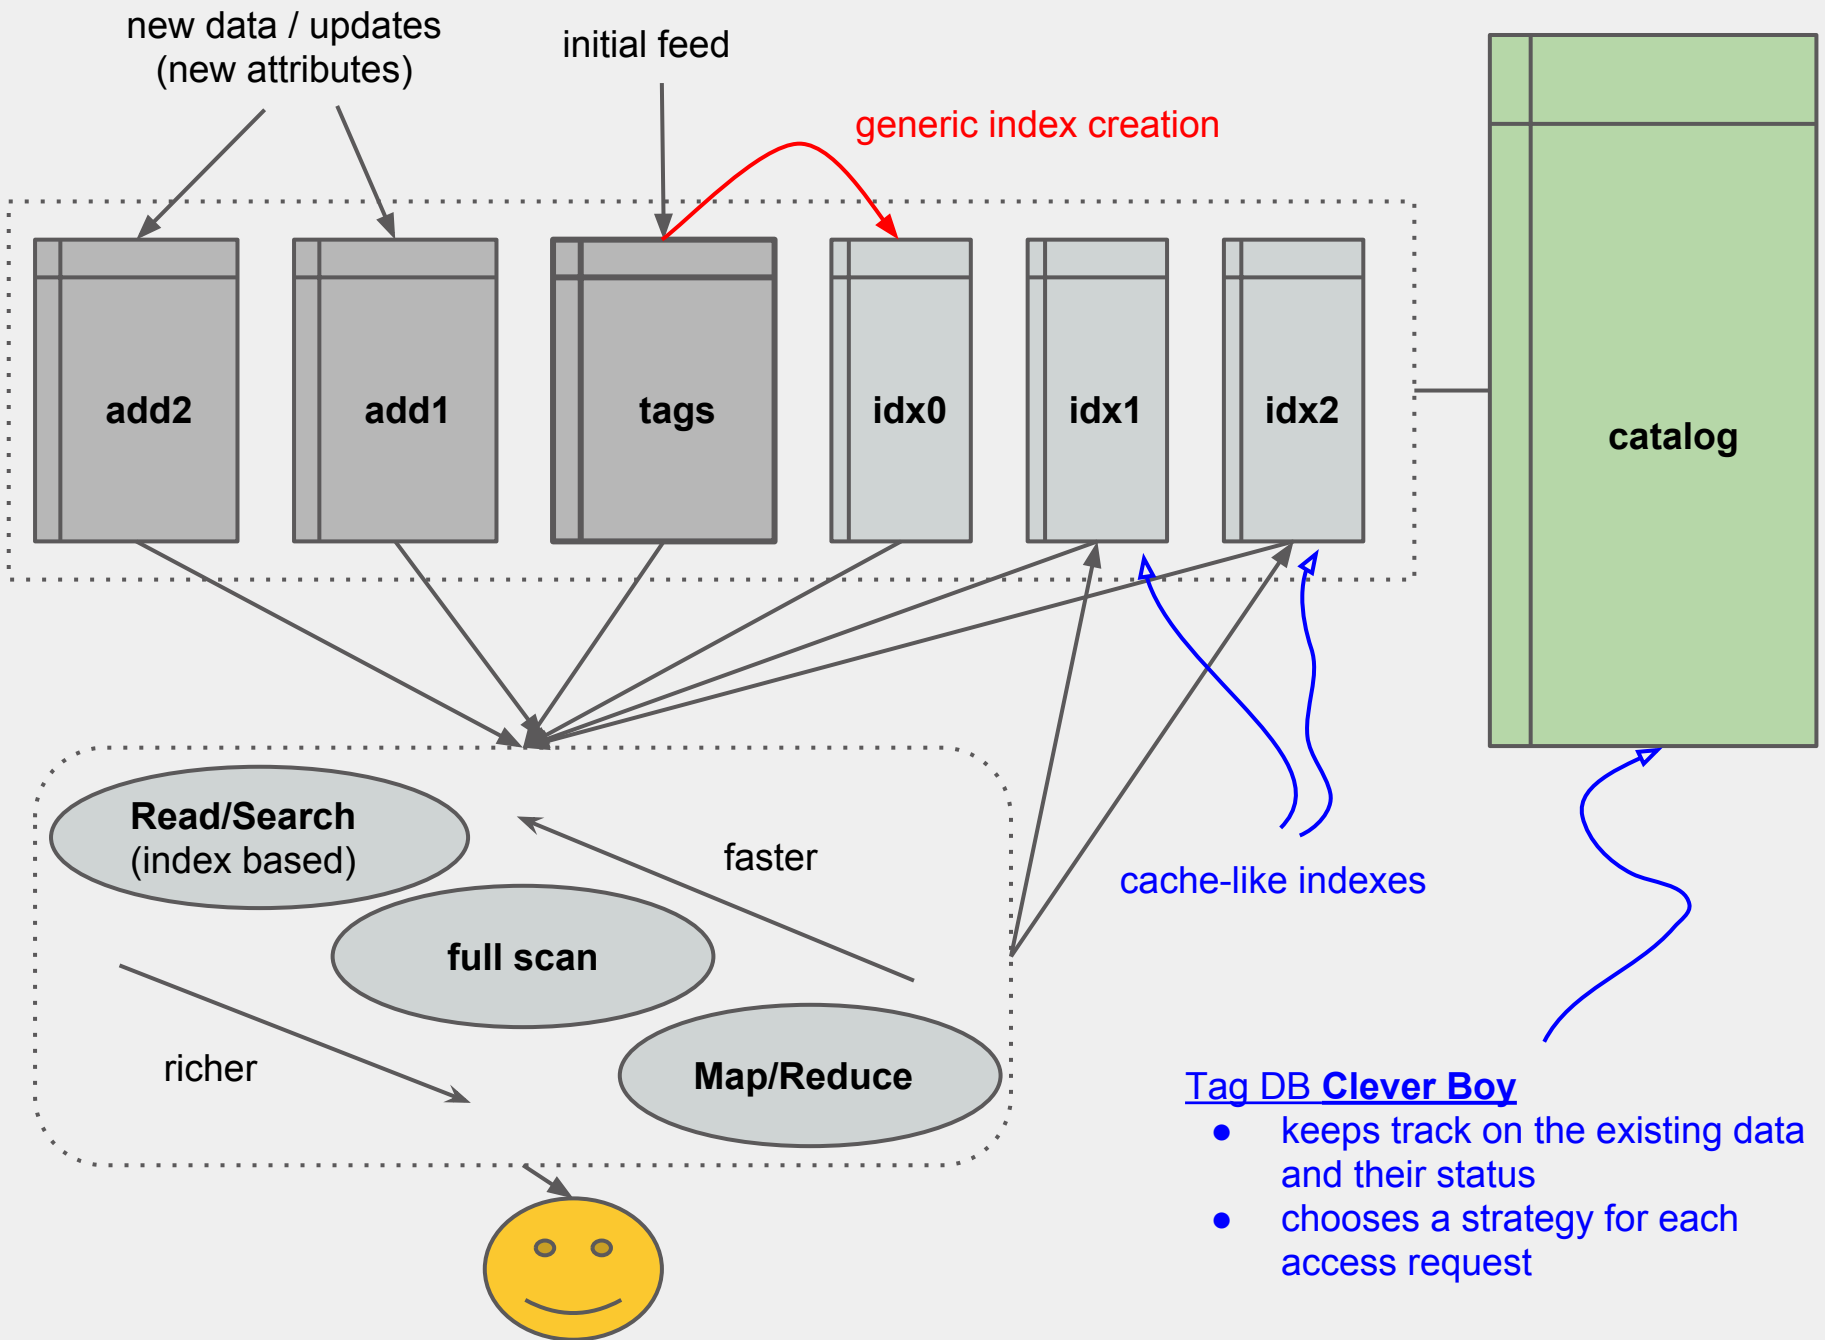 new data / updates
(new attributes)
initial feed
generic index creation
add2
add1
tags
idx0
idx1
idx2
catalog
Read/Search
(index based)
faster
full scan
richer
Map/Reduce
cache-like indexes
Tag DB Clever Boy
● keeps track on the existing data
and their status
● chooses a strategy for each
access request